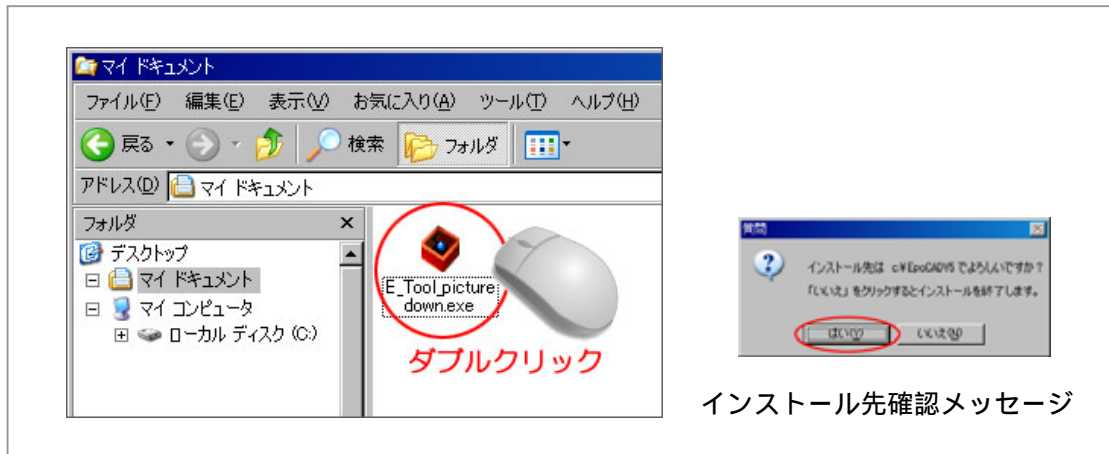 マイ ドキュメント
ファイル(F) 編集(E) 表示(V) お気に入り(A) ツール(T) ヘルプ(H)
戻る 検索 フォルダ
アドレス(D) マイ ドキュメント
フォルダ ×
デスクトップ
マイ ドキュメント
マイ コンピュータ
ローカル ディスク (C:)
E_Tool_picture
down.exe
ダブルクリック
質問
インストール先は c:¥EpoCADV5 でよろしいですか?
「いいえ」をクリックするとインストールを終了します。
はい(Y) いいえ(N)
インストール先確認メッセージ